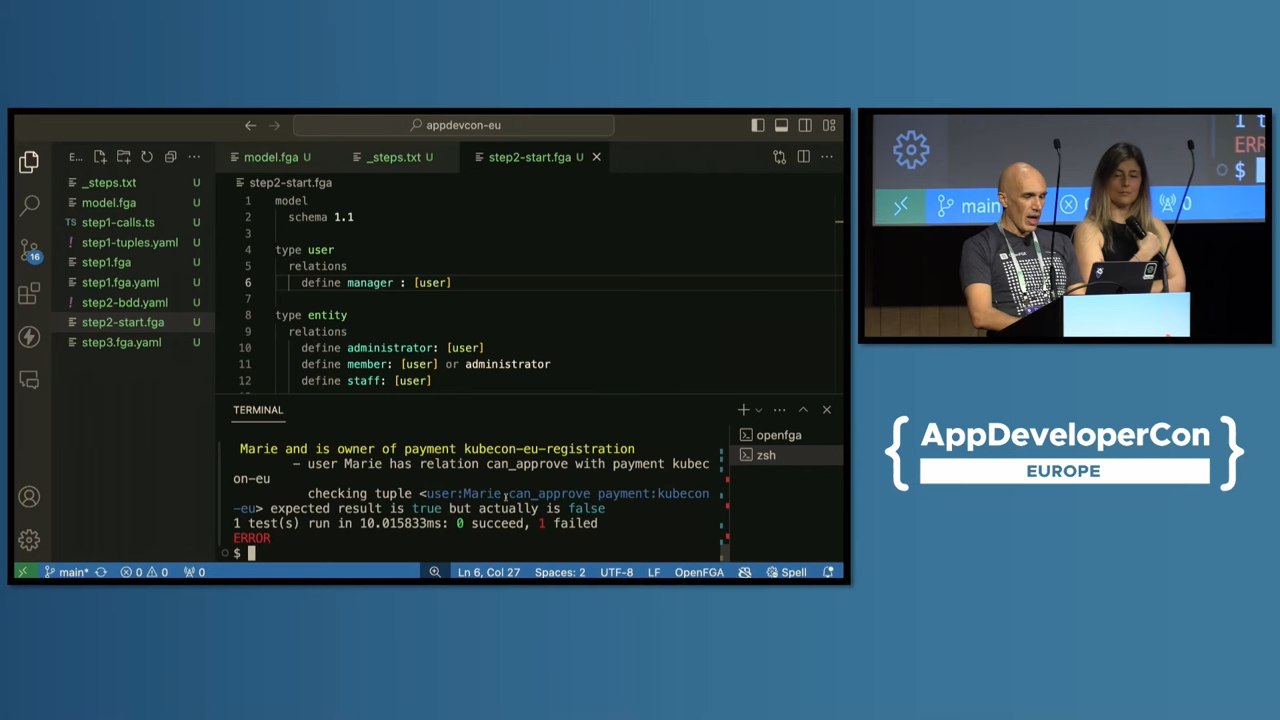 appdevcon-eu
E...
model.fga U
_steps.txt U
step2-start.fga U
_steps.txt U
model.fga U
TS step1-calls.ts U
! step1-tuples.yaml U
step1.fga U
step1.fga.yaml U
! step2-bdd.yaml U
step2-start.fga U
step3.fga.yaml U
16
step2-start.fga
1 model
2 schema 1.1
3
4 type user
5 relations
6 define manager : [user]
7
8 type entity
9 relations
10 define administrator: [user]
11 define member: [user] or administrator
12 define staff: [user]
TERMINAL
openfga
zsh
Marie and is owner of payment kubecon-eu-registration
- user Marie has relation can_approve with payment kubec
on-eu
checking tuple <user:Marie can_approve payment:kubecon
-eu> expected result is true but actually is false
1 test(s) run in 10.015833ms: 0 succeed, 1 failed
ERROR
$
main* 0 0 0 Ln 6, Col 27 Spaces: 2 UTF-8 LF OpenFGA Spell
1 t
ERR
$
main 0
{ AppDeveloperCon }
EUROPE